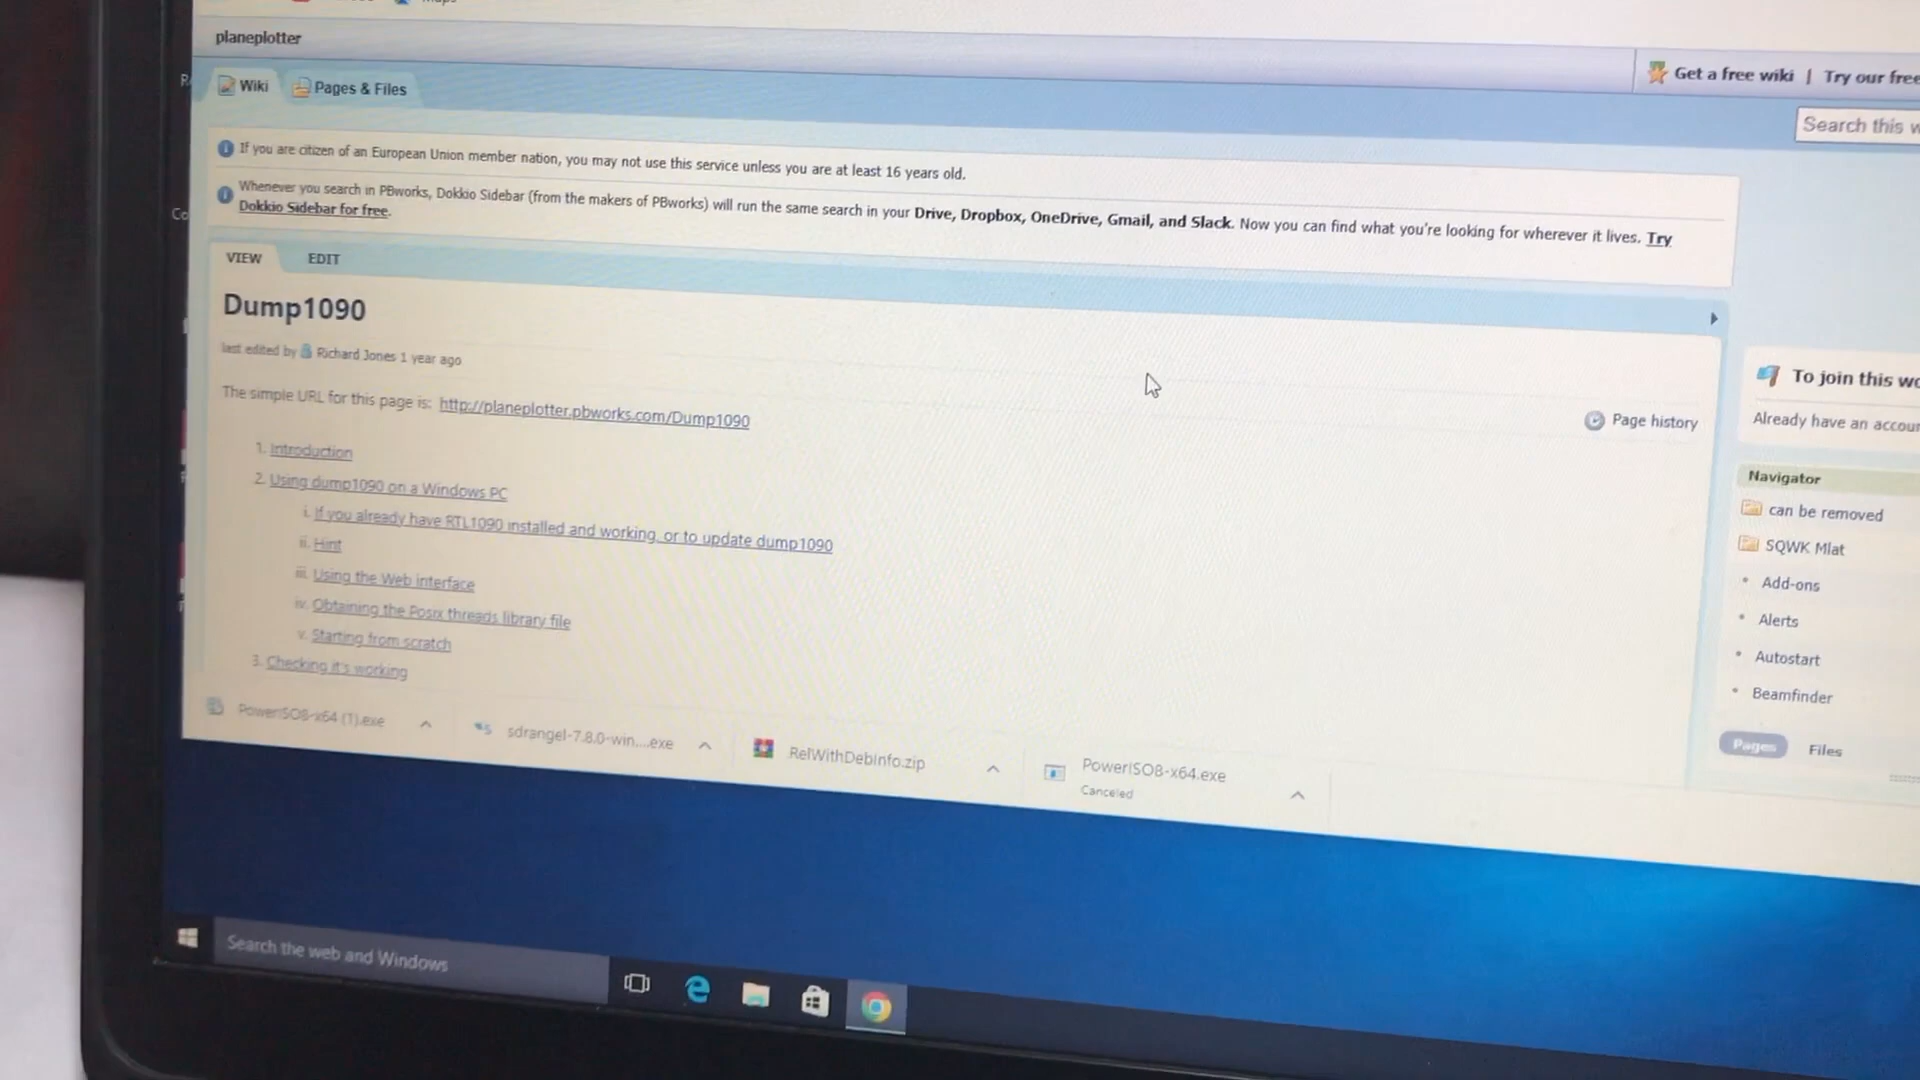 planeplotter
Get a free wiki | Try our free
Wiki
Pages & Files
Search this w
If you are citizen of an European Union member nation, you may not use this service unless you are at least 16 years old.
Whenever you search in PBworks, Dokkio Sidebar (from the makers of PBworks) will run the same search in your Drive, Dropbox, OneDrive, Gmail, and Slack. Now you can find what you're looking for wherever it lives. Try
Dokkio Sidebar for free.
VIEW
EDIT
Dump1090
last edited by Richard Jones 1 year ago
Page history
The simple URL for this page is: http://planeplotter.pbworks.com/Dump1090
1. Introduction
2. Using dump1090 on a Windows PC
i. If you already have RTL1090 installed and working, or to update dump1090
ii. Hint
iii. Using the Web interface
iv. Obtaining the Posix threads library file
v. Starting from scratch
3. Checking it's working
To join this wo
Already have an accoun
Navigator
can be removed
SQWK Mlat
Add-ons
Alerts
Autostart
Beamfinder
Pages
Files
PowerISO8-x64 (1).exe
sdrangel-7.8.0-win....exe
RelWithDebInfo.zip
PowerISO8-x64.exe
Canceled
Search the web and Windows